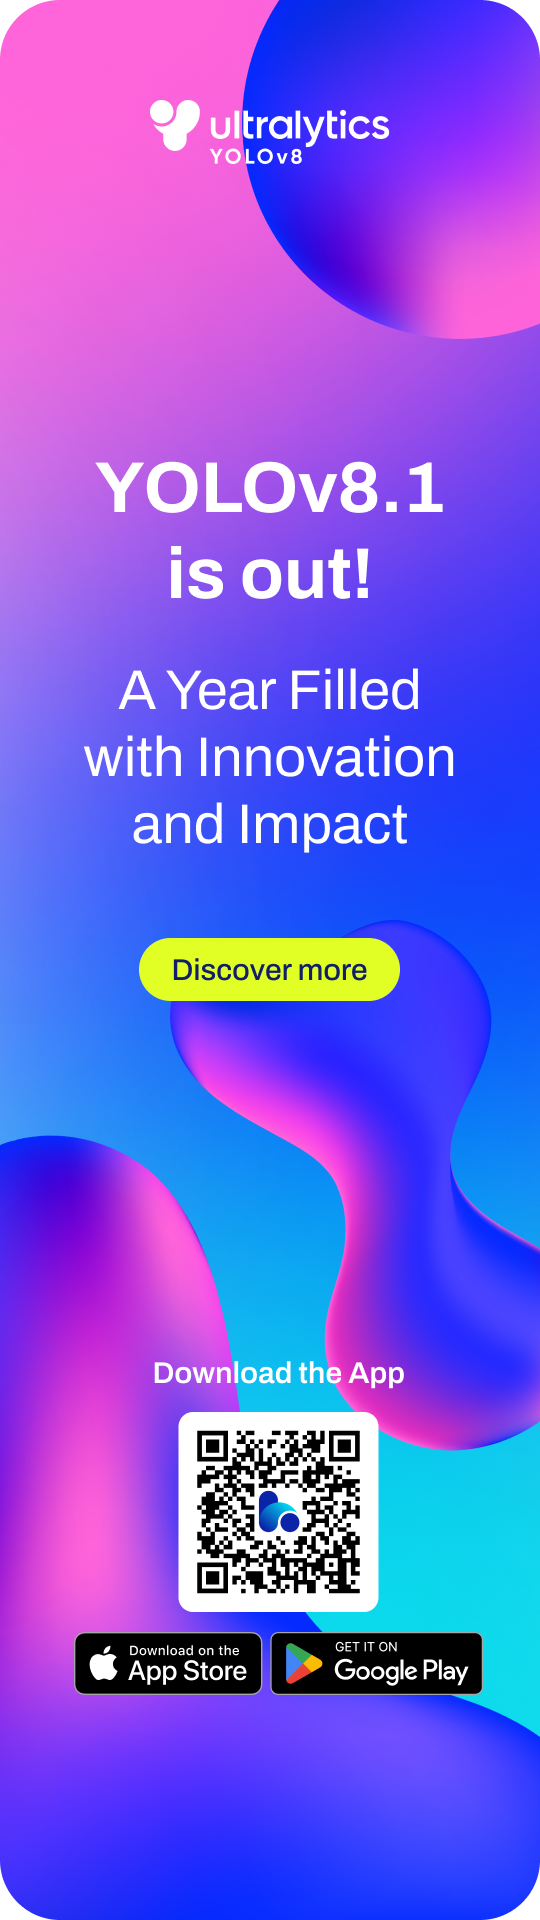 ultralytics
YOLOv8
YOLOv8.1
is out!
A Year Filled
with Innovation
and Impact
Discover more
Download the App
Download on the
App Store
GET IT ON
Google Play